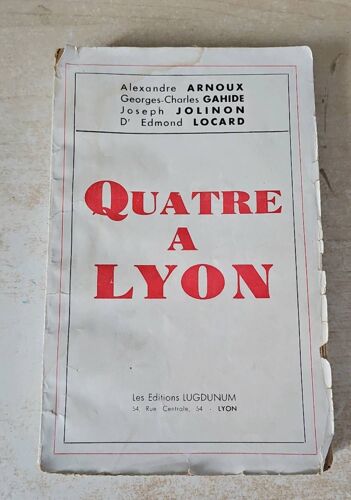 Alexandre ARNOUX
Georges-Charles GAHIDE
Joseph JOLINON
Dr Edmond LOCARD
QUATRE
A
LYON
Les Editions LUGDUNUM
54, Rue Centrale, 54 - LYON